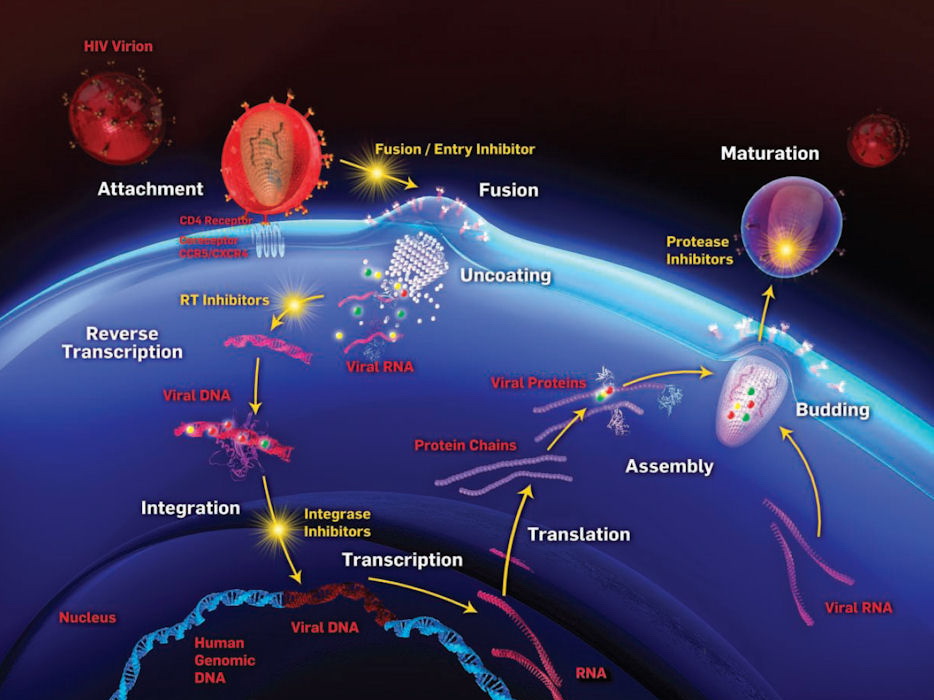 HIV Virion
Attachment
CD4 Receptor
Coreceptor
CCR5/CXCR4
Fusion / Entry Inhibitor
Fusion
Maturation
Protease
Inhibitors
Uncoating
RT Inhibitors
Reverse
Transcription
Viral RNA
Viral DNA
Viral Proteins
Budding
Protein Chains
Assembly
Integration
Integrase
Inhibitors
Transcription
Translation
Nucleus
Human
Genomic
DNA
Viral DNA
RNA
Viral RNA